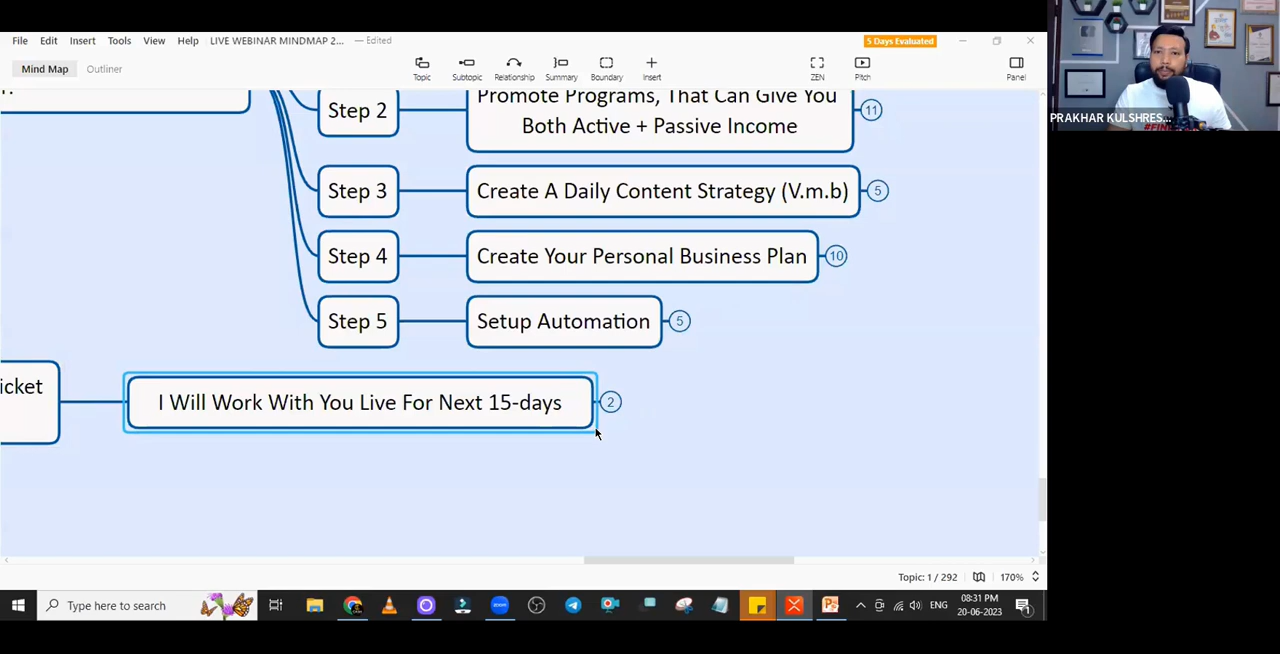 File Edit Insert Tools View Help LIVE WEBINAR MINDMAP 2... — Edited
5 Days Evaluated
Mind Map Outliner
Topic Subtopic Relationship Summary Boundary Insert ZEN Pitch Panel
PRAKHAR KULSHRES...
Step 2
Promote Programs, That Can Give You
Both Active + Passive Income
11
Step 3
Create A Daily Content Strategy (V.m.b)
5
Step 4
Create Your Personal Business Plan
10
Step 5
Setup Automation
5
icket
I Will Work With You Live For Next 15-days
2
Topic: 1 / 292 170%
Type here to search
ENG
08:31 PM
20-06-2023
1